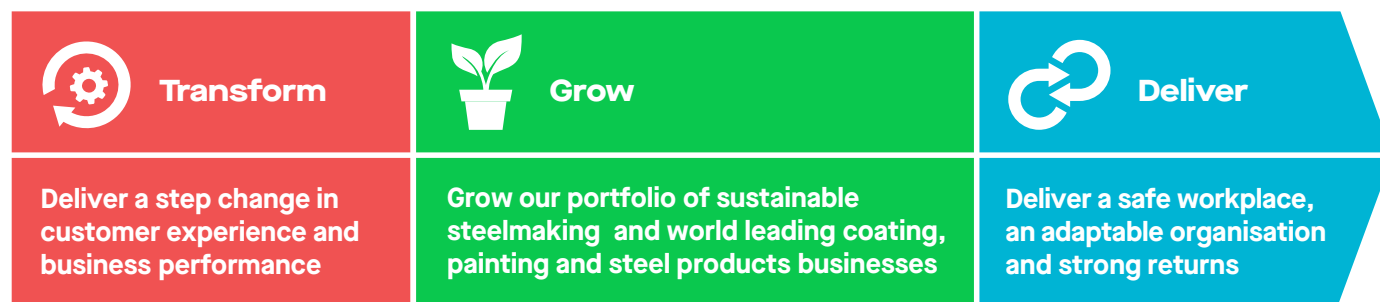 Transform
Deliver a step change in
customer experience and
business performance
Grow
Grow our portfolio of sustainable
steelmaking and world leading coating,
painting and steel products businesses
Deliver
Deliver a safe workplace,
an adaptable organisation
and strong returns